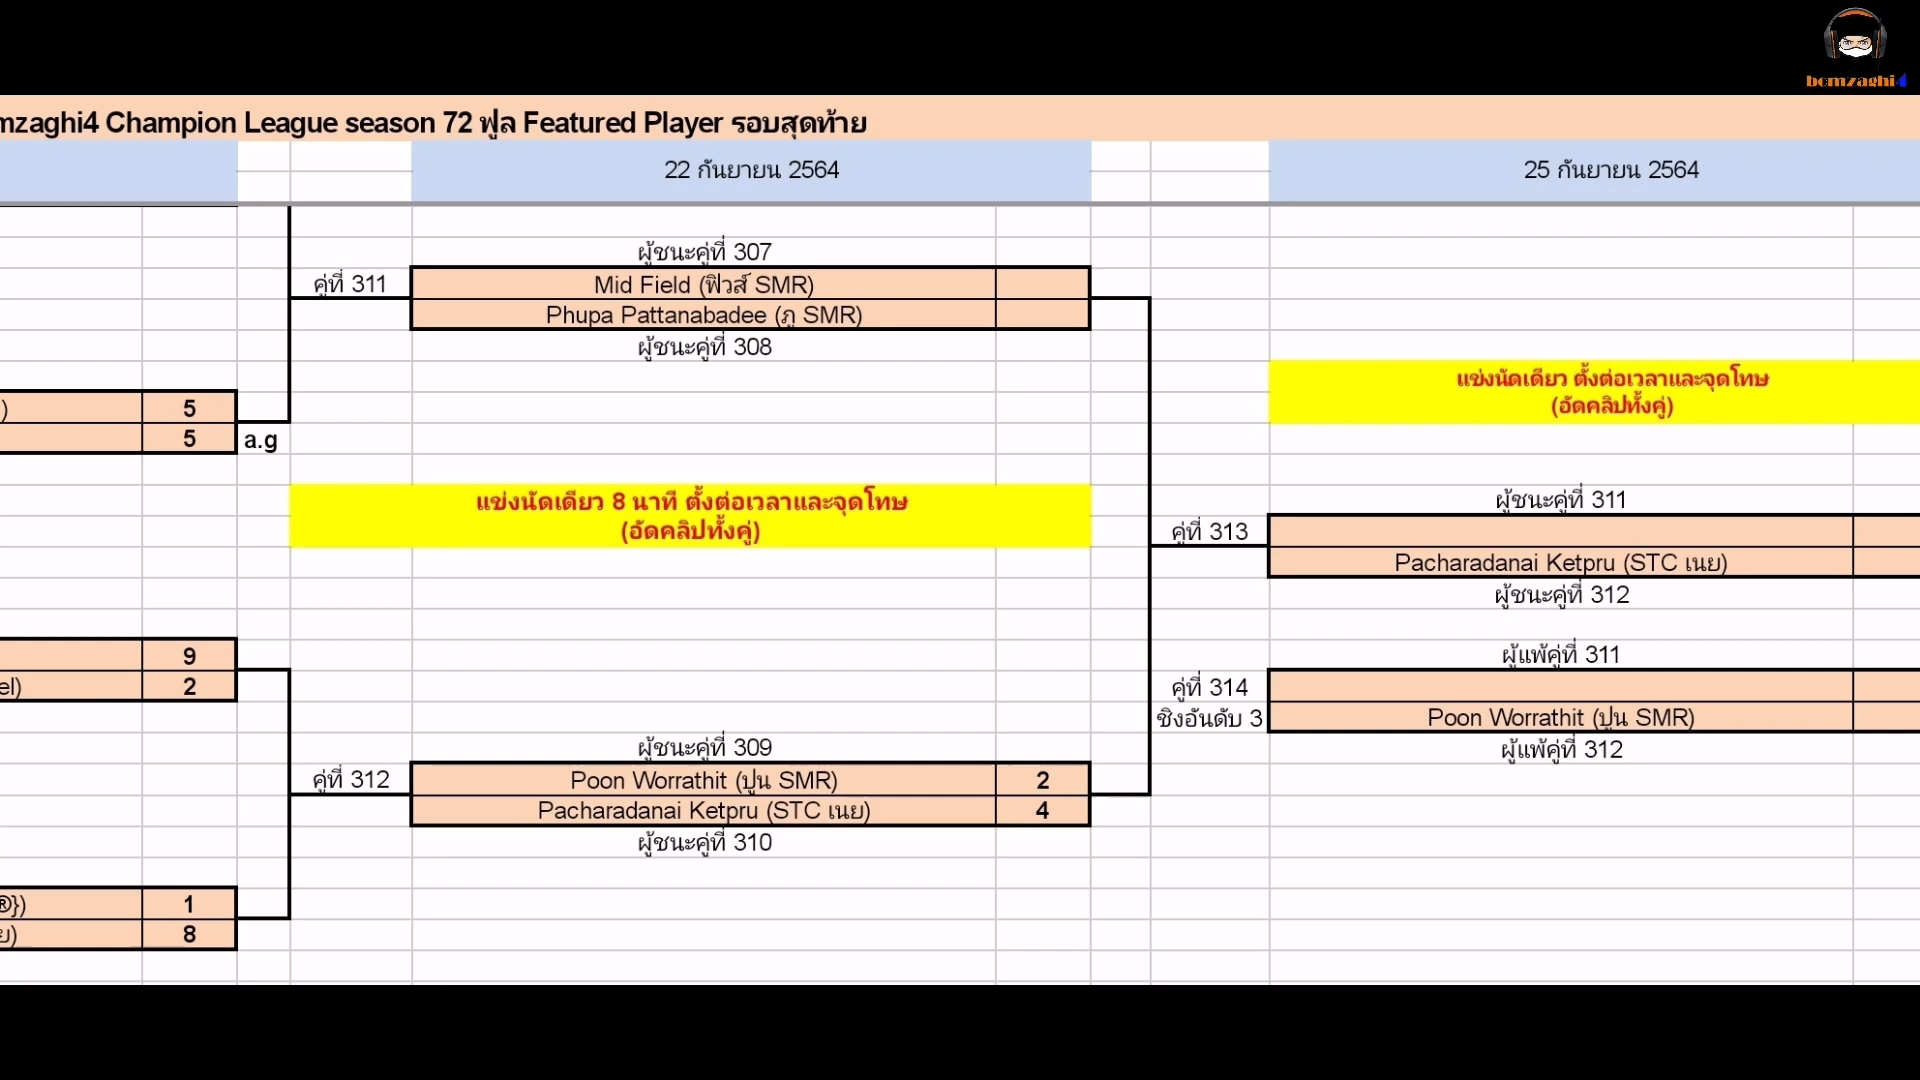 bomzaghi4
mzaghi4 Champion League season 72 ฟูล Featured Player รอบสุดท้าย
22 กันยายน 2564
25 กันยายน 2564
ผู้ชนะคู่ที่ 307
คู่ที่ 311
Mid Field (ฟิวส์ SMR)
Phupa Pattanabadee (ภู SMR)
ผู้ชนะคู่ที่ 308
แข่งนัดเดียว ตั้งต่อเวลาและจุดโทษ
(อัดคลิปทั้งคู่)
) 5
5 a.g
แข่งนัดเดียว 8 นาที ตั้งต่อเวลาและจุดโทษ
(อัดคลิปทั้งคู่)
ผู้ชนะคู่ที่ 311
คู่ที่ 313
Pacharadanai Ketpru (STC เนย)
ผู้ชนะคู่ที่ 312
9
el) 2
ผู้แพ้คู่ที่ 311
คู่ที่ 314
ชิงอันดับ 3
Poon Worrathit (ปูน SMR)
ผู้แพ้คู่ที่ 312
ผู้ชนะคู่ที่ 309
คู่ที่ 312
Poon Worrathit (ปูน SMR) 2
Pacharadanai Ketpru (STC เนย) 4
ผู้ชนะคู่ที่ 310
®}) 1
ย) 8